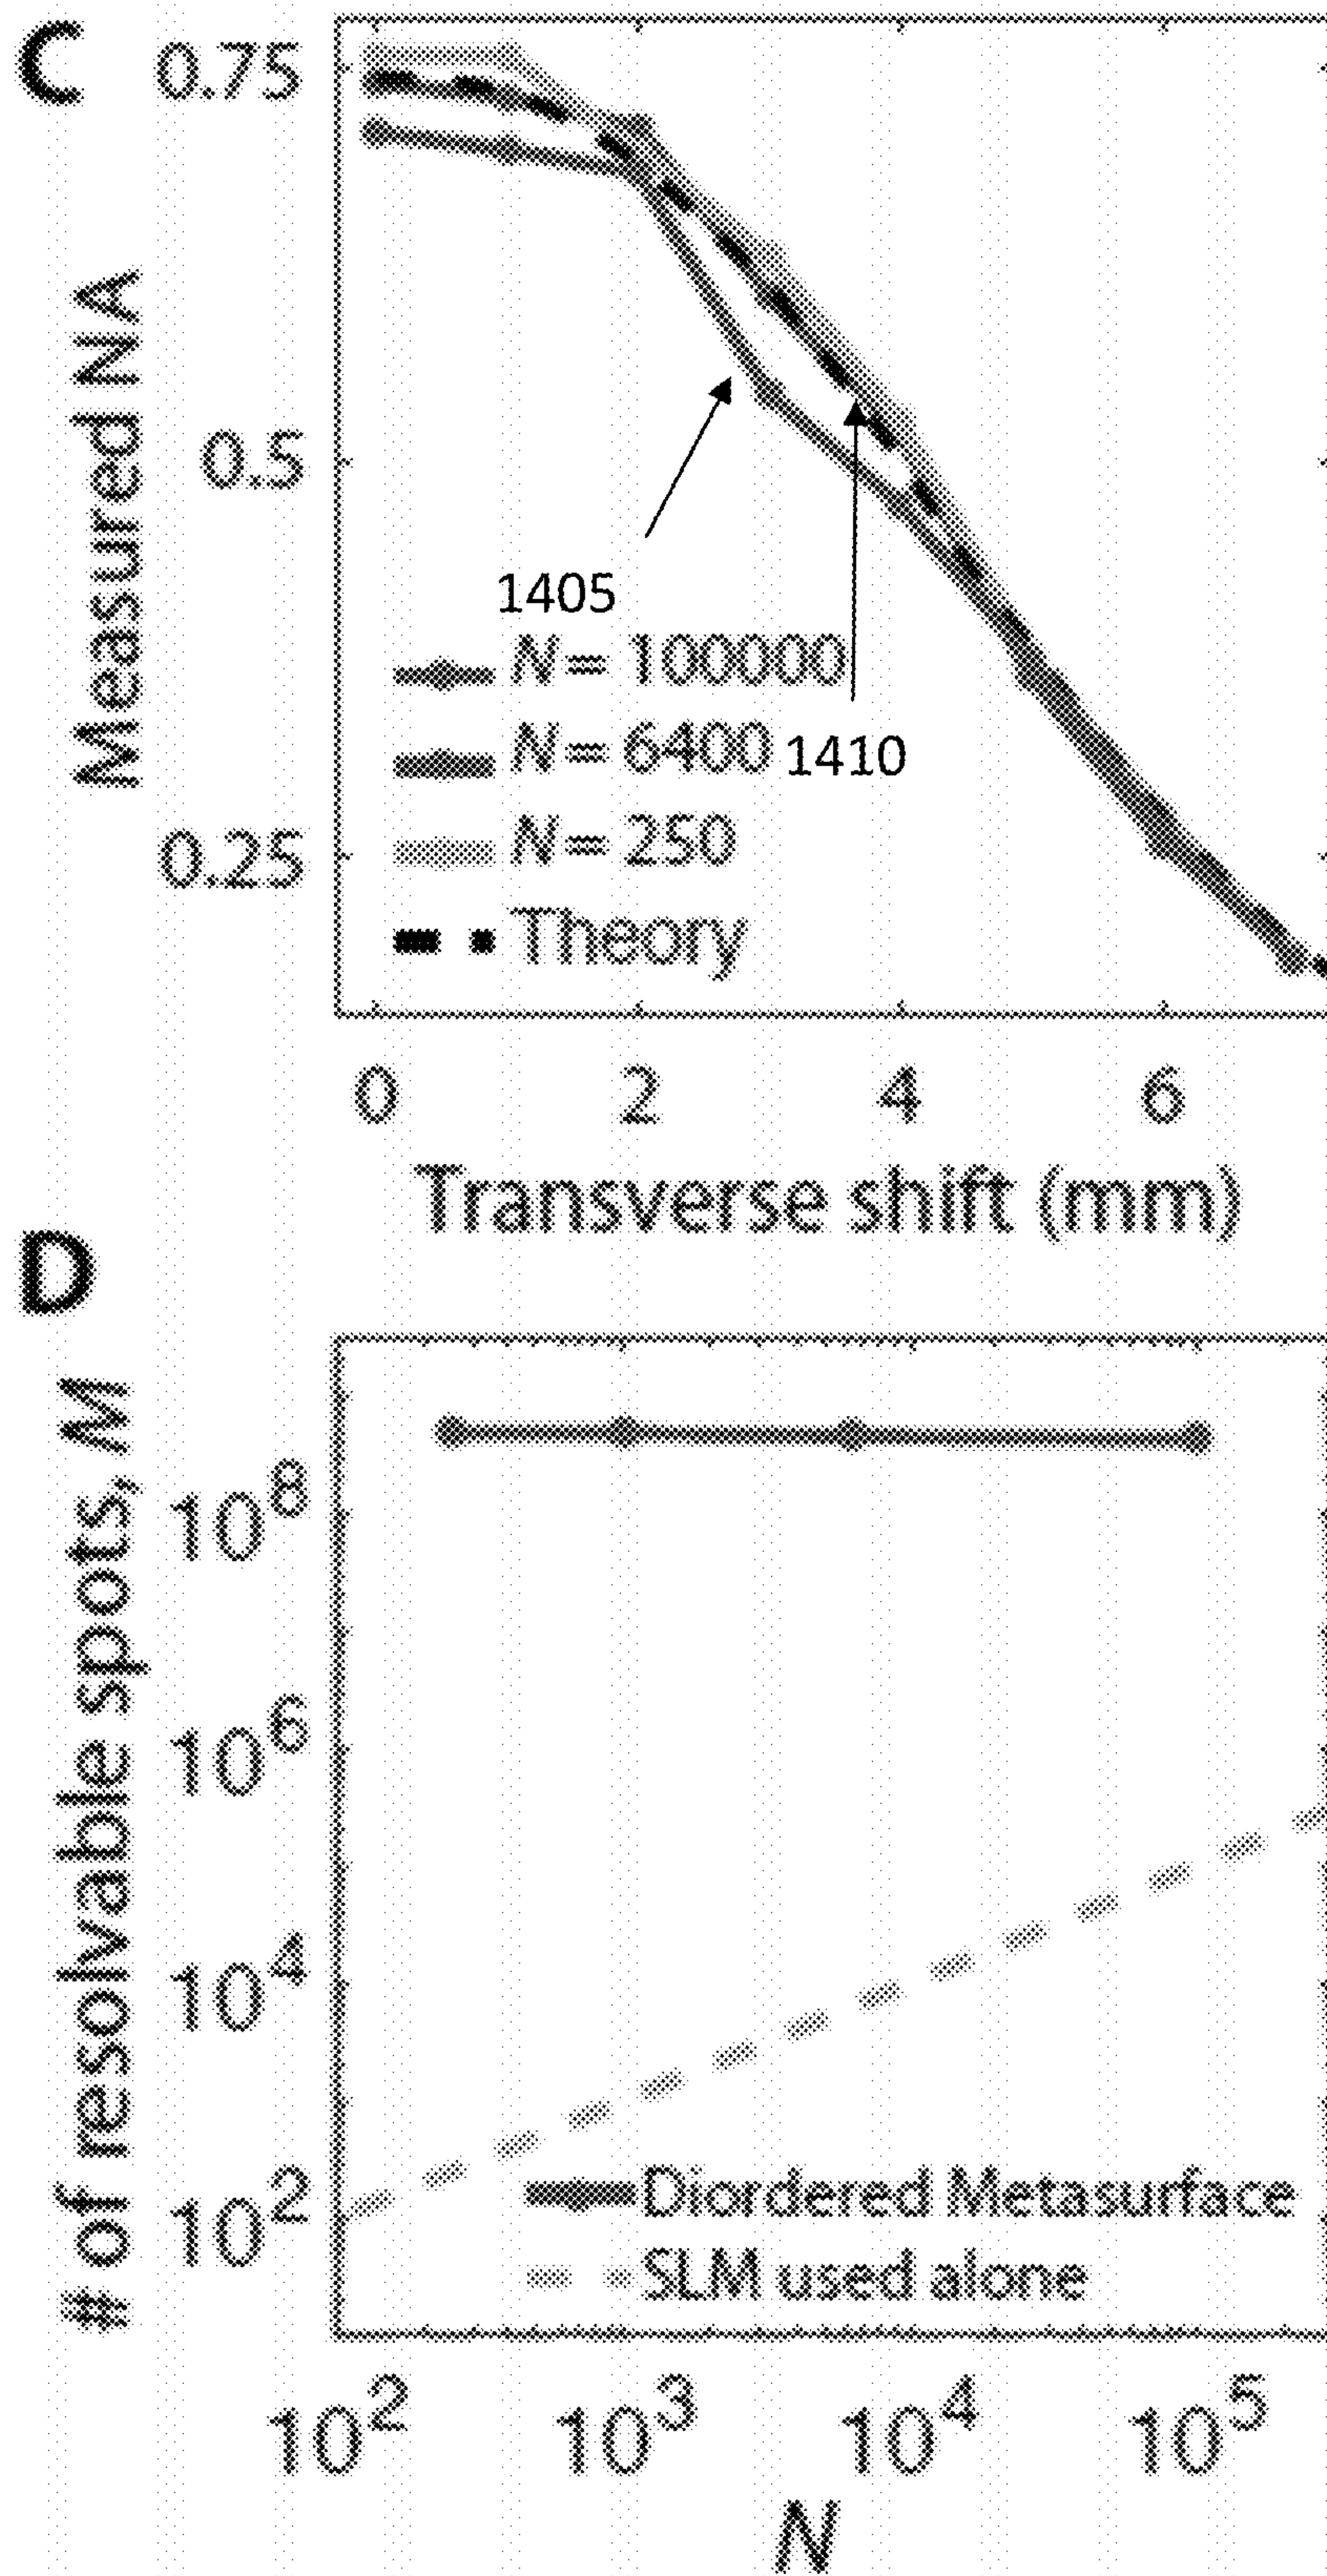 C
0.75
0.5
0.25
Measured NA
1405
N = 100000
N = 6400
1410
N = 250
Theory
0 2 4 6
Transverse shift (mm)
D
# of resolvable spots, M
10^8
10^6
10^4
10^2
Diordered Metasurface
SLM used alone
10^2 10^3 10^4 10^5
N